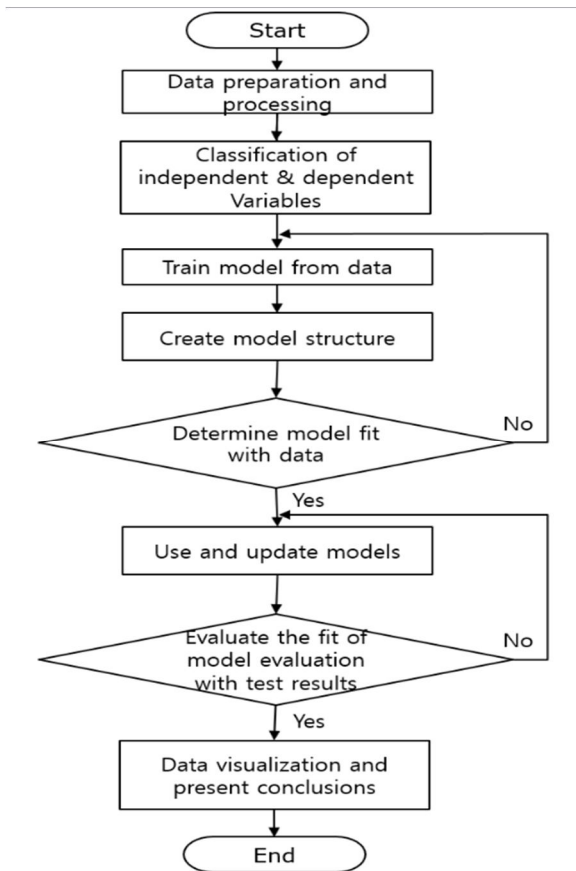 Start
Data preparation and
processing
Classification of
independent & dependent
Variables
Train model from data
Create model structure
Determine model fit
with data
No
Yes
Use and update models
Evaluate the fit of
model evaluation
with test results
No
Yes
Data visualization and
present conclusions
End